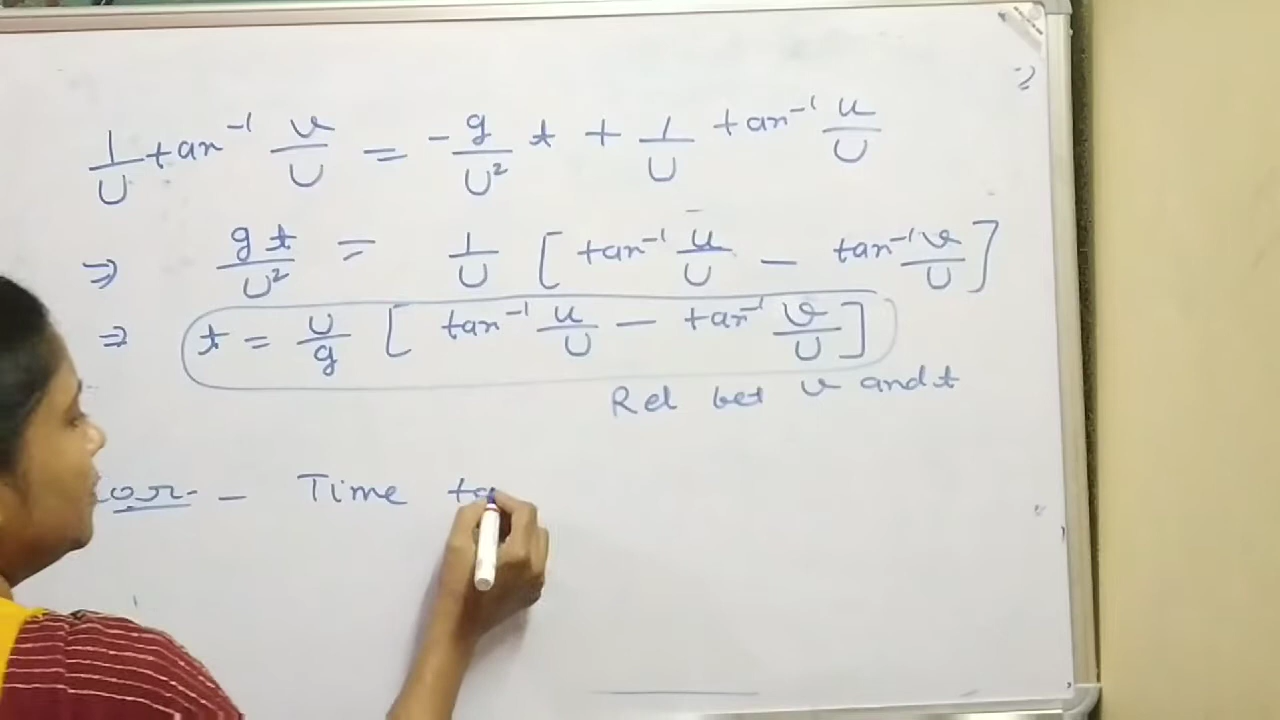 1/U tan⁻¹ v/U = - g/U² t + 1/U tan⁻¹ u/U
⇒ gt/U² = 1/U [ tan⁻¹ u/U - tan⁻¹ v/U ]
⇒ t = U/g [ tan⁻¹ u/U - tan⁻¹ v/U ]
Rel bet v and t
Cor - Time ta